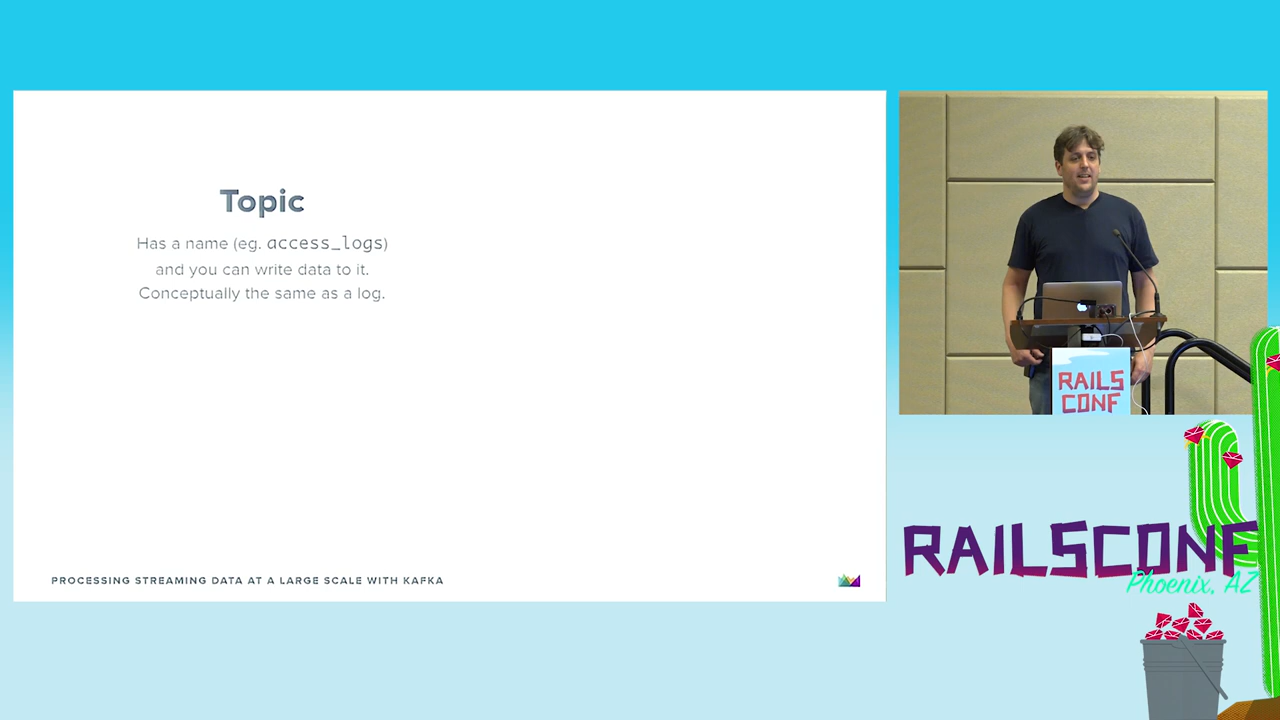 Topic
Has a name (eg. access_logs)
and you can write data to it.
Conceptually the same as a log.
PROCESSING STREAMING DATA AT A LARGE SCALE WITH KAFKA
RAILS
CONF
RAILSCONF
Phoenix, AZ